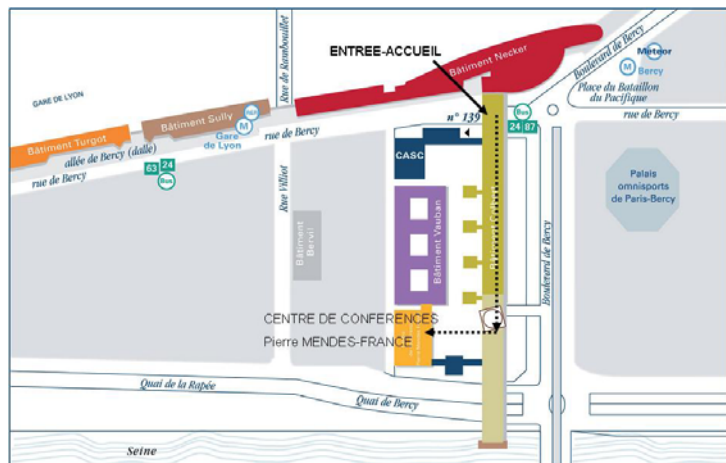 ENTREE-ACCUEIL
Bâtiment Necker
Rue de Rambouillet
Boulevard de Bercy
Meteor
M Bercy
Place du Bataillon
du Pacifique
GARE DE LYON
Bâtiment Sully
RER
M
Gare
de Lyon
n° 139
Bus
24 87
rue de Bercy
rue de Bercy
Bâtiment Turgot
allée de Bercy (dalle)
rue de Bercy
63 24
Bus
CASC
Rue Villiot
Palais
omnisports
de Paris-Bercy
Bâtiment Vauban
Bâtiment
Bervil
Bâtiment
Boulevard de Bercy
CENTRE DE CONFERENCES
Pierre MENDES-FRANCE
Quai de la Rapée
Quai de Bercy
Seine